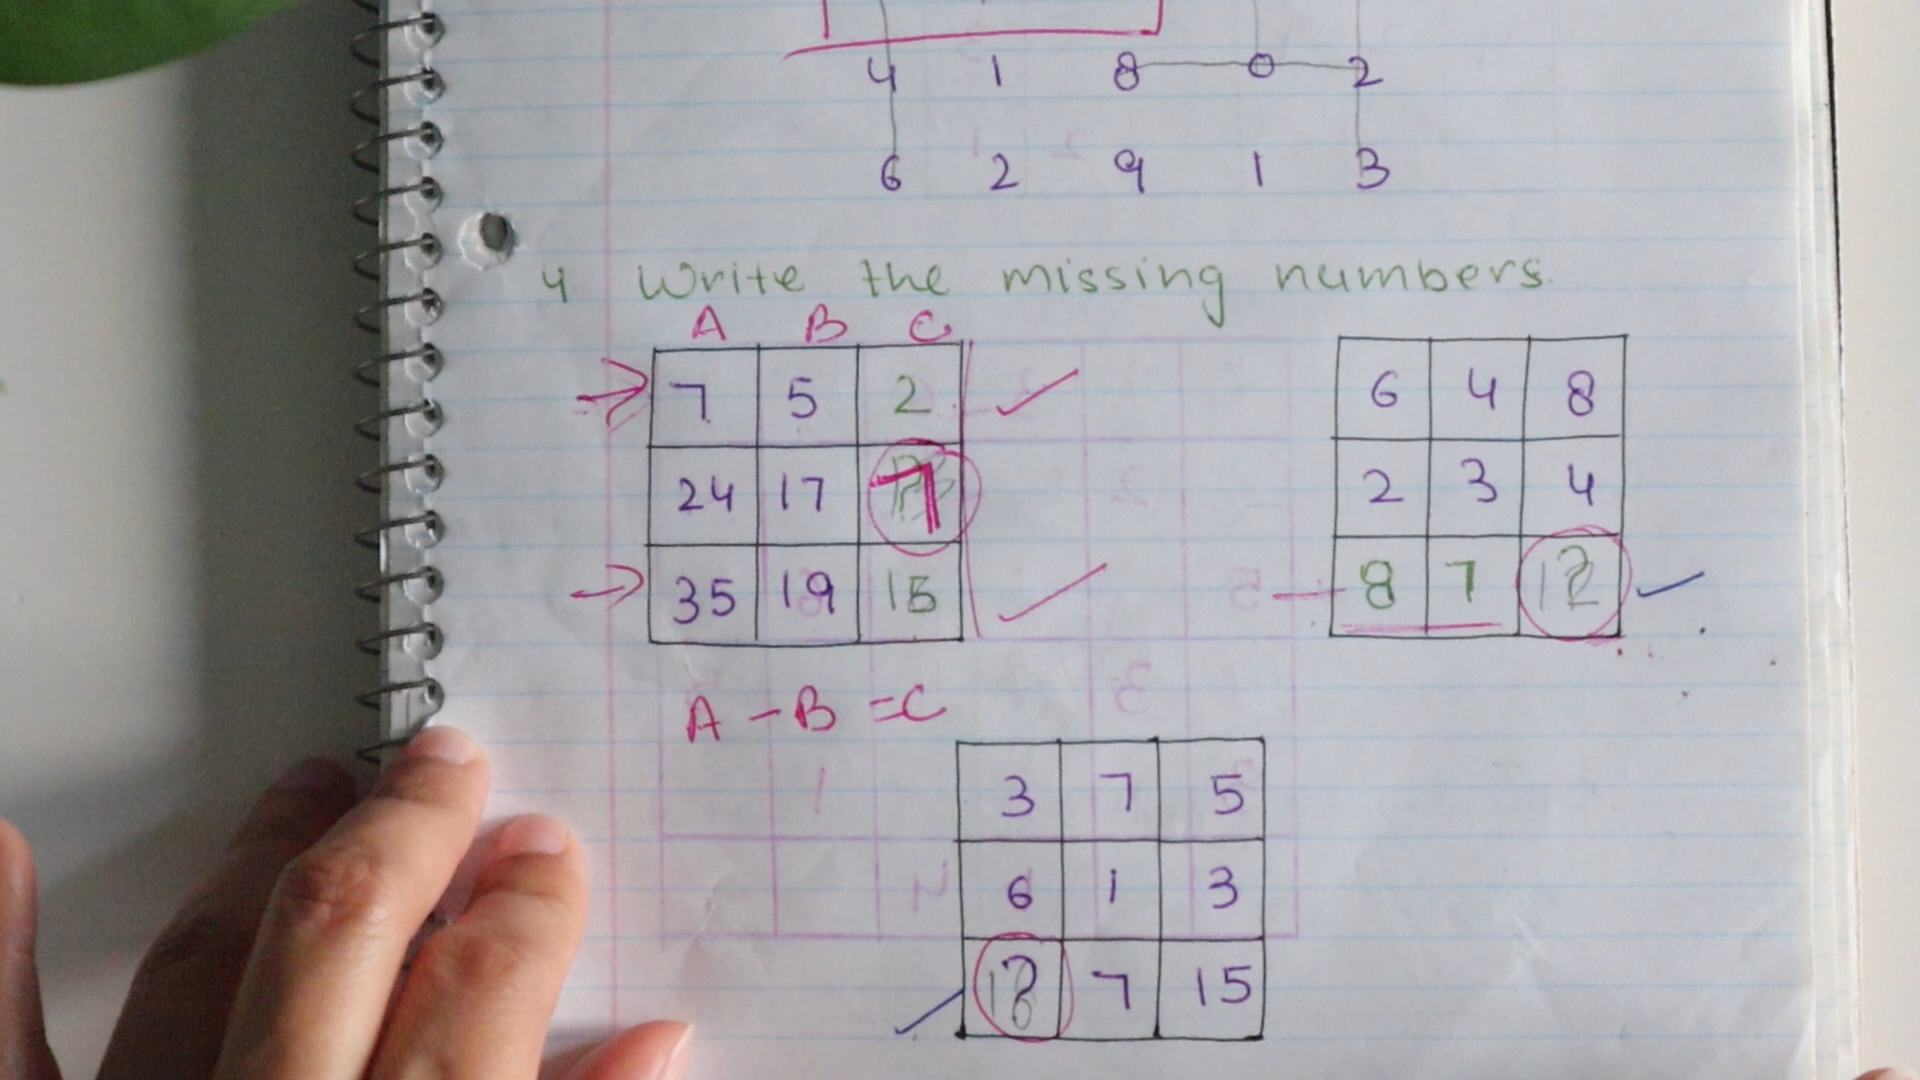 4 1 8 0 2
6 2 9 1 3
4 Write the missing numbers.
A B C
7 5 2
24 17 7
35 19 15
A - B = C
6 4 8
2 3 4
8 7 12
3 7 5
6 1 3
18 7 15